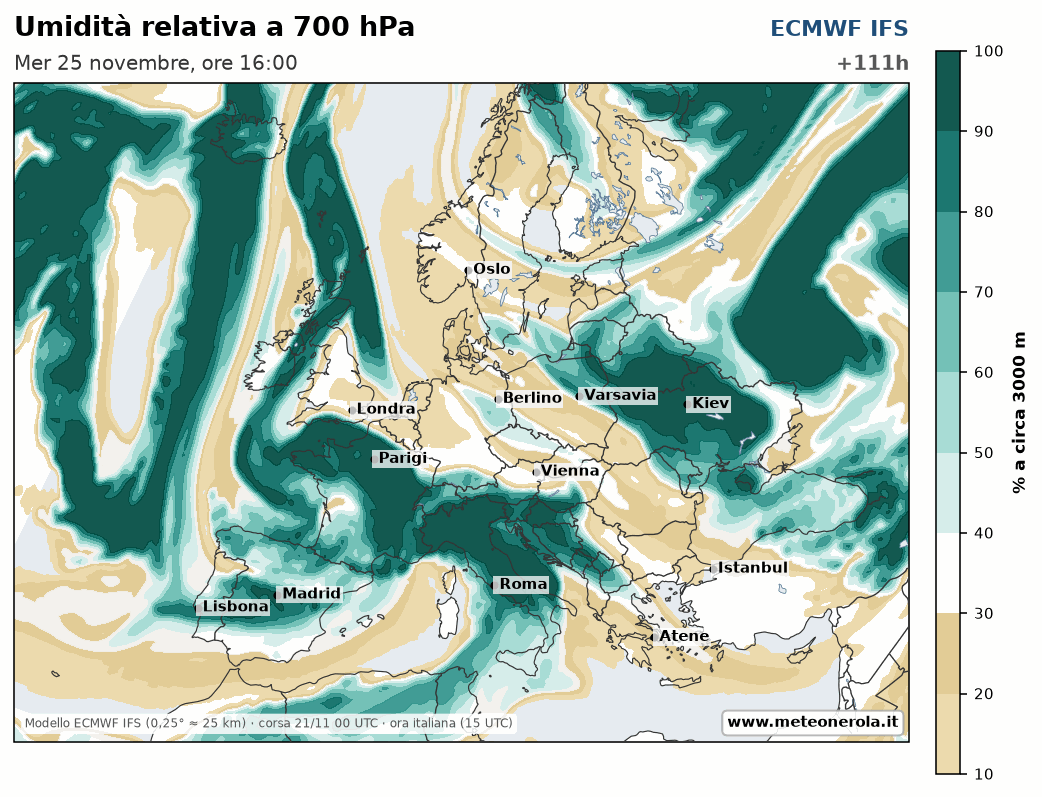 Umidità relativa a 700 hPa
ECMWF IFS
Mer 25 novembre, ore 16:00
+111h
100
90
80
70
60
50
40
30
20
10
% a circa 3000 m
Oslo
Berlino
Varsavia
Kiev
Londra
Parigi
Vienna
Istanbul
Roma
Madrid
Lisbona
Atene
Modello ECMWF IFS (0,25° ≈ 25 km) · corsa 21/11 00 UTC · ora italiana (15 UTC)
www.meteonerola.it